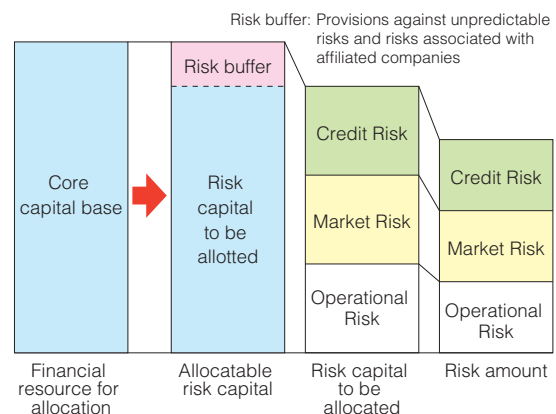 Risk buffer: Provisions against unpredictable
risks and risks associated with
affiliated companies
Risk buffer
Core
capital base
Risk
capital
to be
allotted
Credit Risk
Market Risk
Operational
Risk
Credit Risk
Market Risk
Operational
Risk
Financial
resource for
allocation
Allocatable
risk capital
Risk capital
to be
allocated
Risk amount